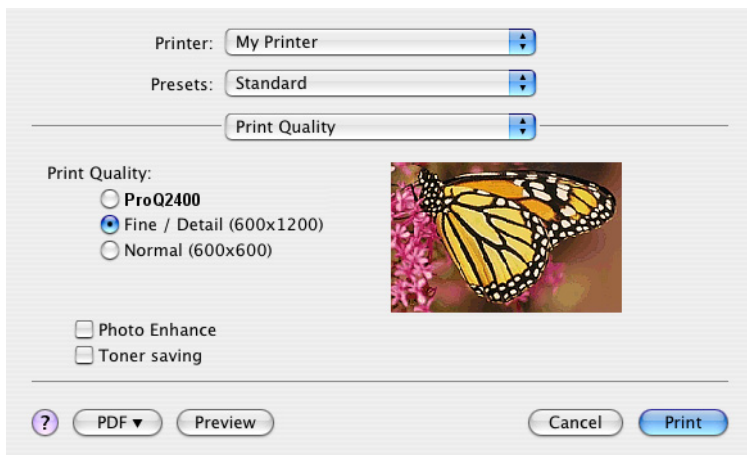 Printer: My Printer
Presets: Standard
Print Quality
Print Quality:
ProQ2400
Fine / Detail (600x1200)
Normal (600x600)
Photo Enhance
Toner saving
? PDF ▼ Preview Cancel Print